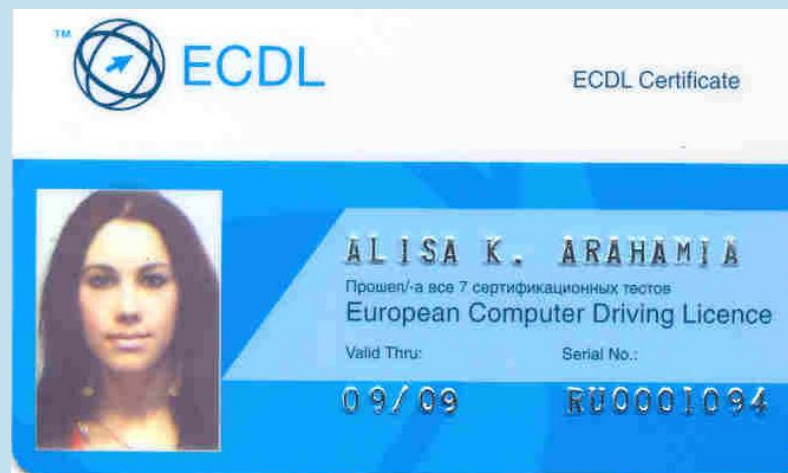 TM
ECDL
ECDL Certificate
ALISA K. ARAHAMIA
Прошел/-а все 7 сертификационных тестов
European Computer Driving Licence
Valid Thru: Serial No.:
09/09 RU0001094